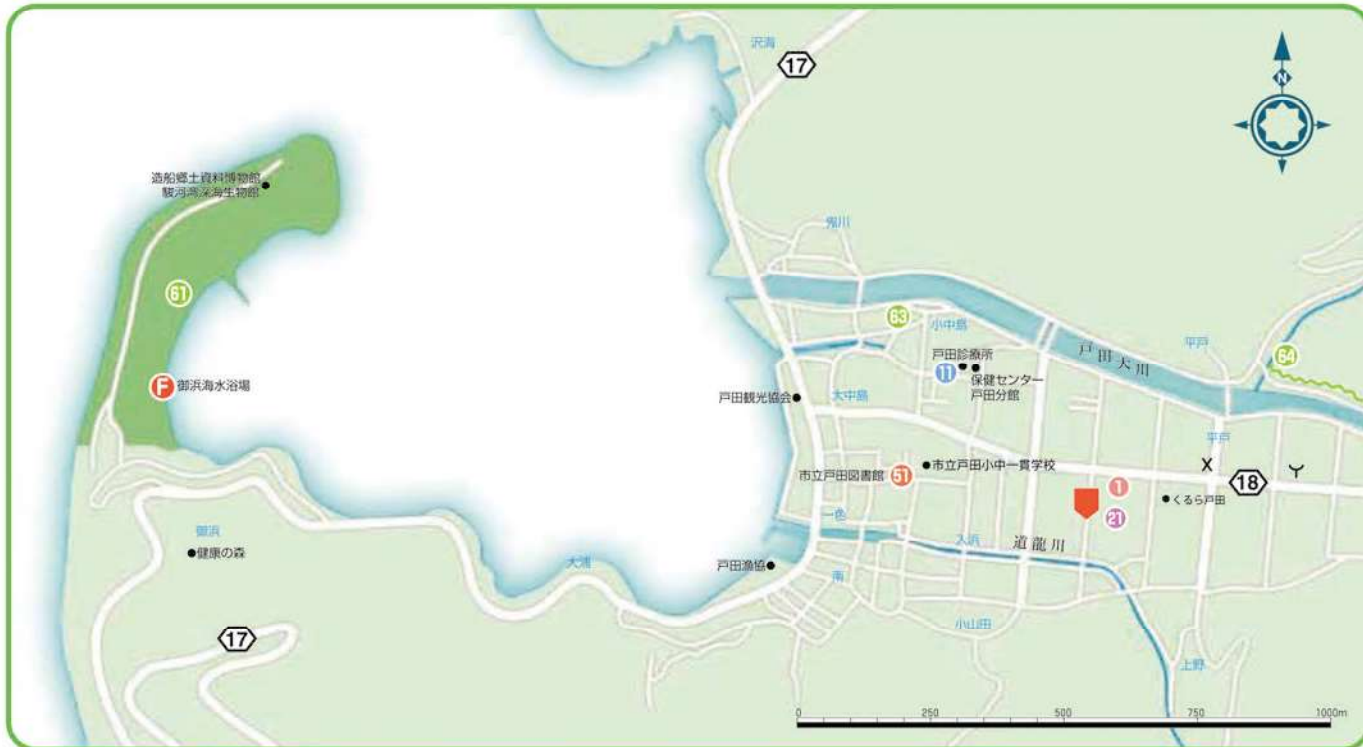 沢海
17
N
造船郷土資料博物館
駿河湾深海生物館
鬼川
61
63
小中島
戸田大川
平戸
64
戸田診療所
11
保健センター
戸田分館
F
御浜海水浴場
戸田観光協会
大中島
平戸
市立戸田図書館
51
市立戸田小中一貫学校
18
1
くるら戸田
21
一色
入浜
道龍川
御浜
健康の森
大浦
戸田漁協
南
小山田
17
上野
0
250
500
750
1000m